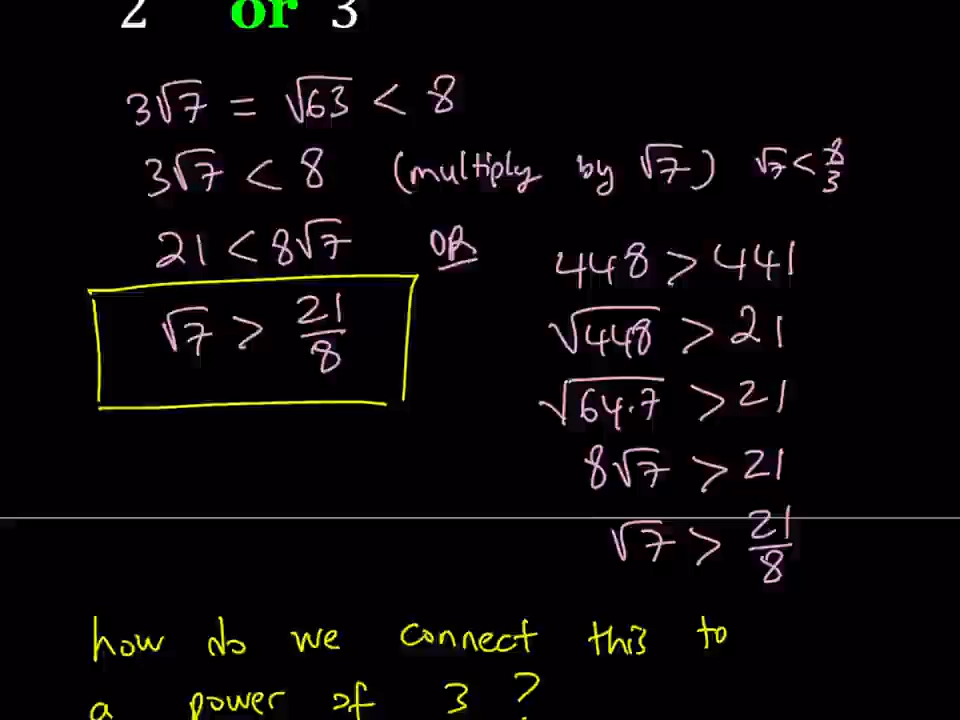 2 or 3
3√7 = √63 < 8
3√7 < 8 (multiply by √7) √7 < 8/3
21 < 8√7 OR
√7 > 21/8
448 > 441
√448 > 21
√64·7 > 21
8√7 > 21
√7 > 21/8
how do we connect this to
a power of 3 ?